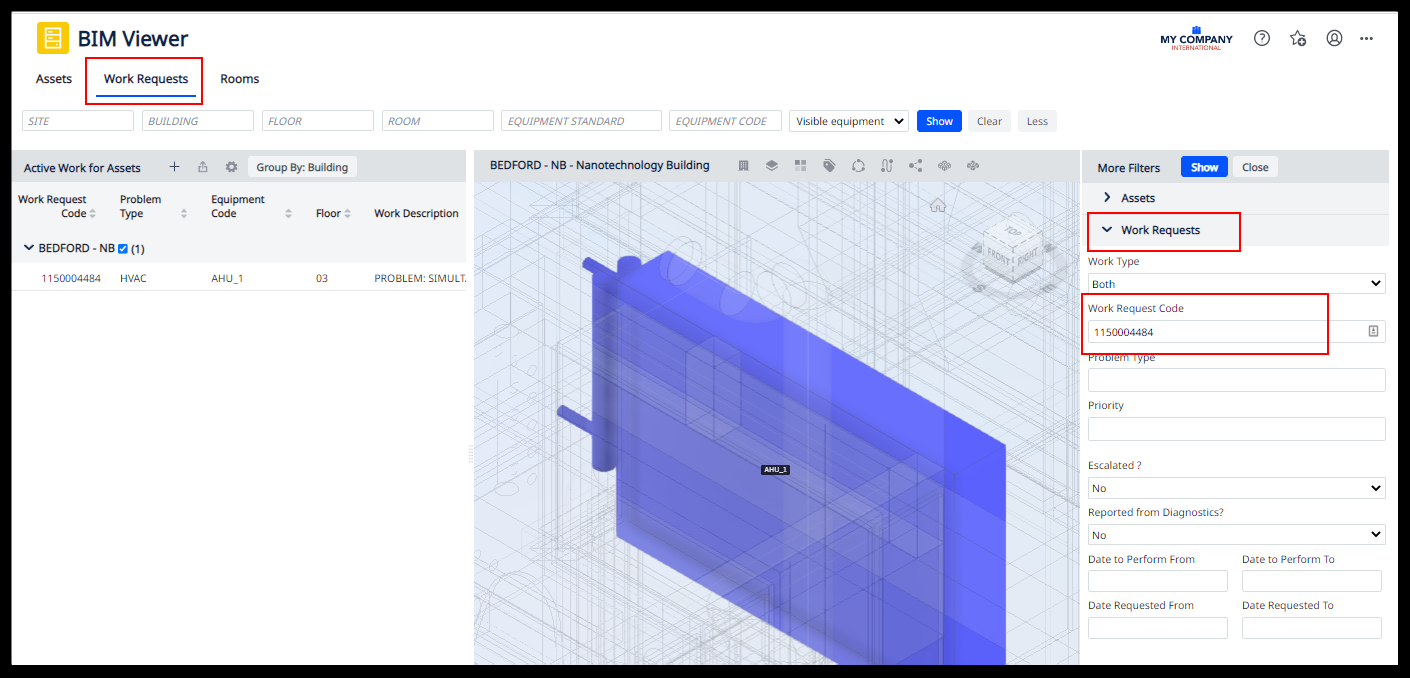 BIM Viewer
MY COMPANY
INTERNATIONAL
Assets
Work Requests
Rooms
SITE
BUILDING
FLOOR
ROOM
EQUIPMENT STANDARD
EQUIPMENT CODE
Visible equipment
Show
Clear
Less
Active Work for Assets
Group By: Building
Work Request Code
Problem Type
Equipment Code
Floor
Work Description
BEDFORD - NB (1)
1150004484 HVAC AHU_1 03 PROBLEM: SIMULT
BEDFORD - NB - Nanotechnology Building
TOP
FRONT
RIGHT
AHU_1
More Filters
Show
Close
Assets
Work Requests
Work Type
Both
Work Request Code
1150004484
Problem Type
Priority
Escalated ?
No
Reported from Diagnostics?
No
Date to Perform From
Date to Perform To
Date Requested From
Date Requested To